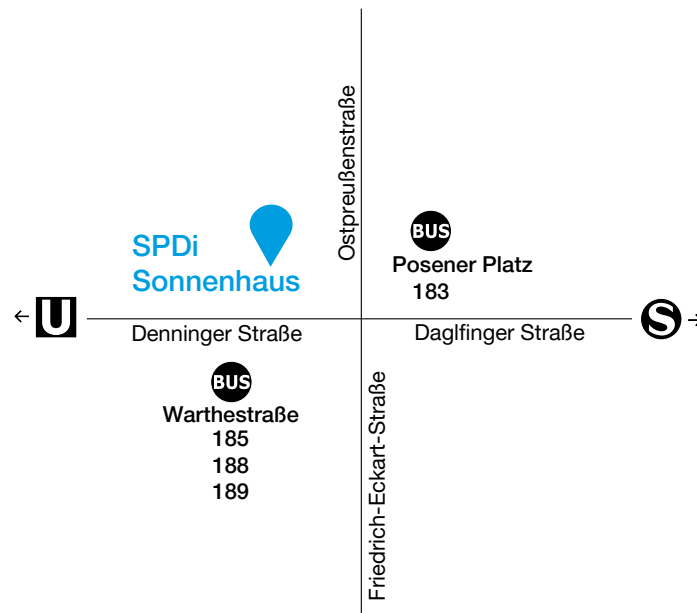 Ostpreußenstraße
BUS
Posener Platz
183
SPDi
Sonnenhaus
← U
S →
Denninger Straße
Daglfinger Straße
BUS
Warthestraße
185
188
189
Friedrich-Eckart-Straße